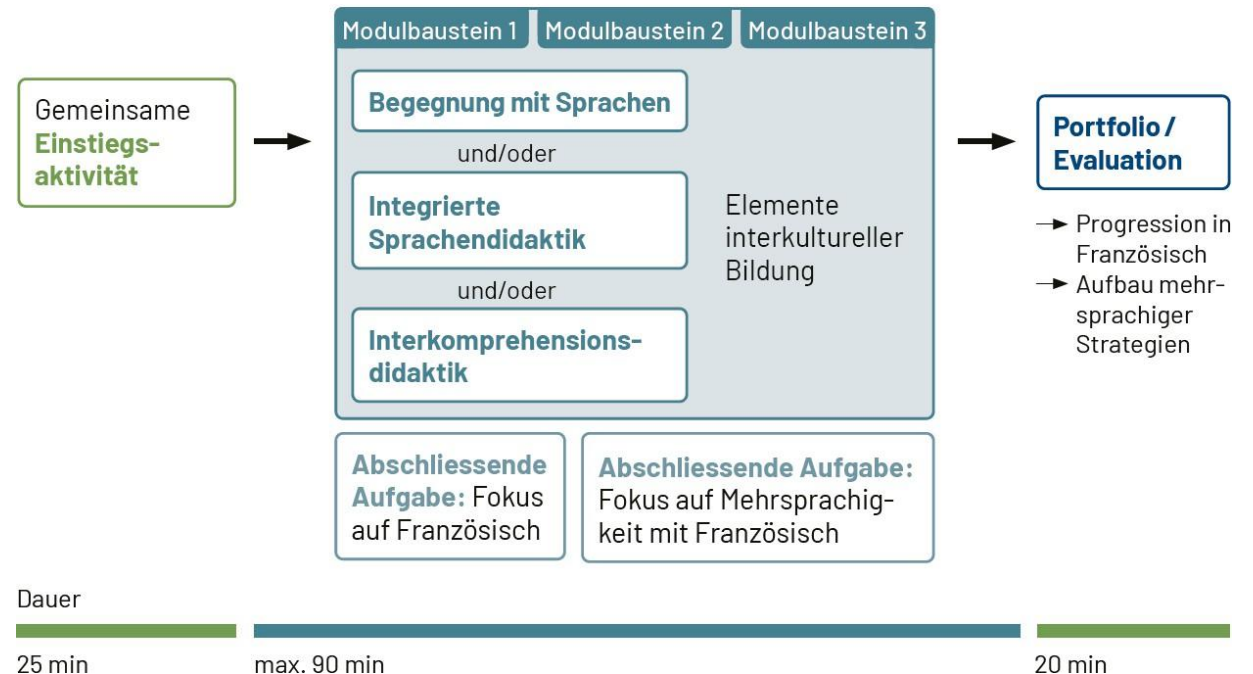 Modulbaustein 1
Modulbaustein 2
Modulbaustein 3
Gemeinsame
Einstiegs-
aktivität
Begegnung mit Sprachen
und/oder
Integrierte
Sprachendidaktik
und/oder
Interkomprehensions-
didaktik
Elemente
interkultureller
Bildung
Portfolio /
Evaluation
→ Progression in
Französisch
→ Aufbau mehr-
sprachiger
Strategien
Abschliessende
Aufgabe: Fokus
auf Französisch
Abschliessende Aufgabe:
Fokus auf Mehrsprachig-
keit mit Französisch
Dauer
25 min
max. 90 min
20 min